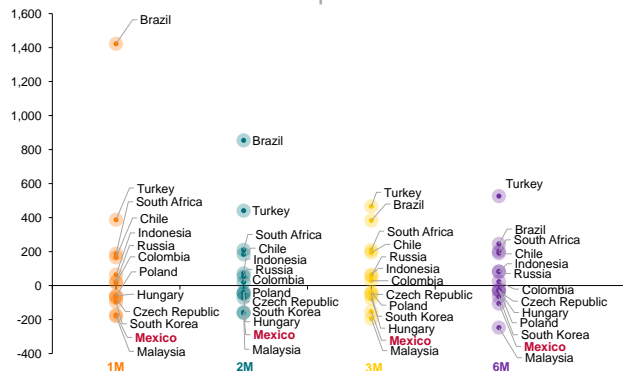 1,600
1,400
1,200
1,000
800
600
400
200
0
-200
-400
Brazil
Turkey
South Africa
Chile
Indonesia
Russia
Colombia
Poland
Hungary
Czech Republic
South Korea
Mexico
Malaysia
1M
Brazil
Turkey
South Africa
Chile
Indonesia
Russia
Colombia
Poland
Czech Republic
South Korea
Hungary
Mexico
Malaysia
2M
Turkey
Brazil
South Africa
Chile
Russia
Indonesia
Colombia
Czech Republic
Poland
South Korea
Hungary
Mexico
Malaysia
3M
Turkey
Brazil
South Africa
Chile
Indonesia
Russia
Colombia
Czech Republic
Hungary
Poland
South Korea
Mexico
Malaysia
6M